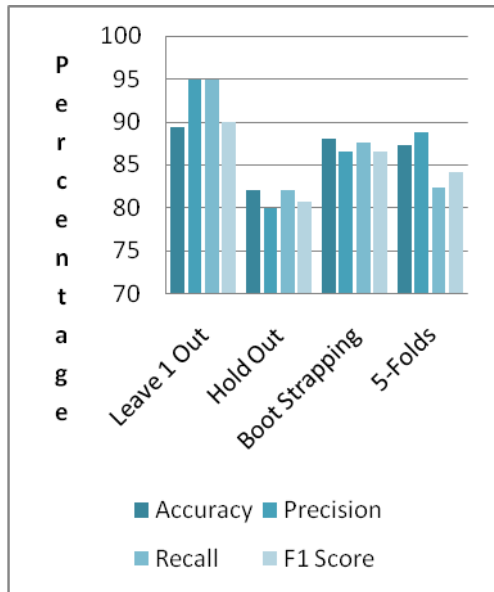 Percentage
100
95
90
85
80
75
70
Leave 1 Out
Hold Out
Boot Strapping
5-Folds
Accuracy Precision
Recall F1 Score